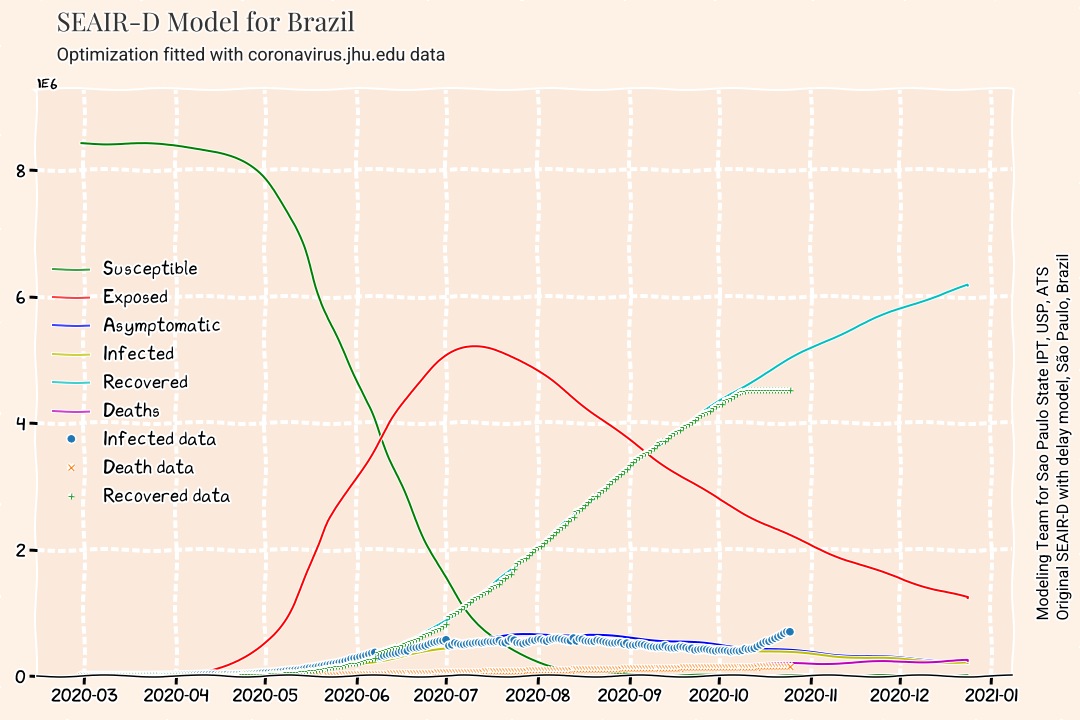 SEAIR-D Model for Brazil
Optimization fitted with coronavirus.jhu.edu data
1E6
8
6
4
2
0
Susceptible
Exposed
Asymptomatic
Infected
Recovered
Deaths
Infected data
Death data
Recovered data
2020-03 2020-04 2020-05 2020-06 2020-07 2020-08 2020-09 2020-10 2020-11 2020-12 2021-01
Modeling Team for Sao Paulo State IPT, USP, ATS
Original SEAIR-D with delay model, São Paulo, Brazil